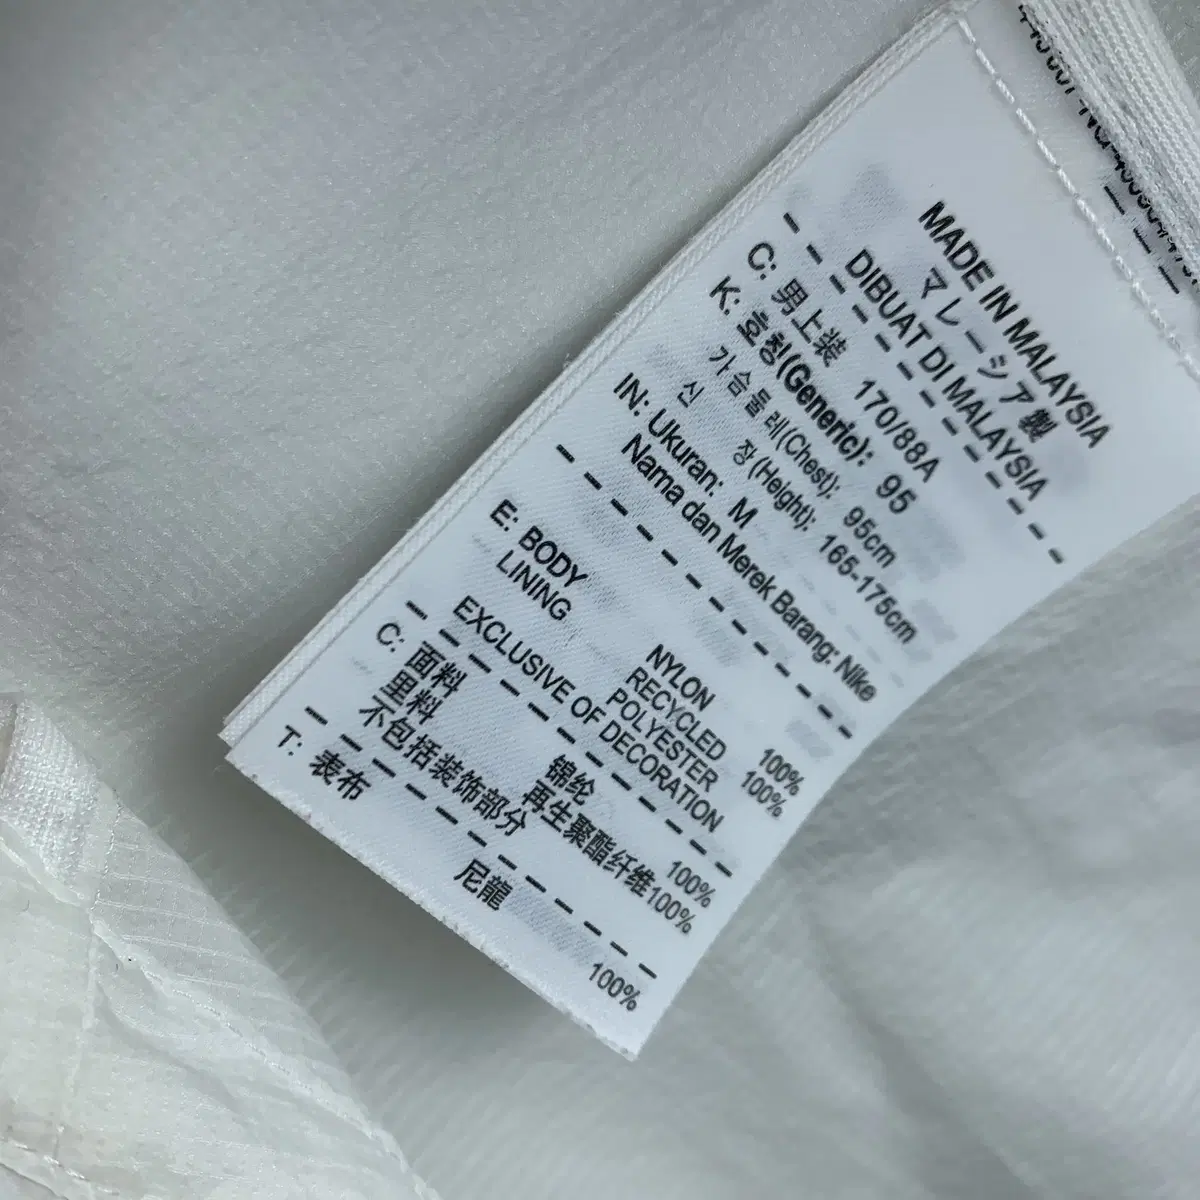 MADE IN MALAYSIA
マレーシア製
DIBUAT DI MALAYSIA
C: 男上装 170/88A
K: 호칭(Generic): 95
가슴둘레(Chest): 95cm
신 장(Height): 165-175cm
IN: Ukuran: M
Nama dan Merek Barang: Nike
E: BODY NYLON 100%
LINING RECYCLED POLYESTER 100%
EXCLUSIVE OF DECORATION
C: 面料 锦纶 100%
里料 再生聚酯纤维100%
不包括装饰部分
T: 表布 尼龍 100%